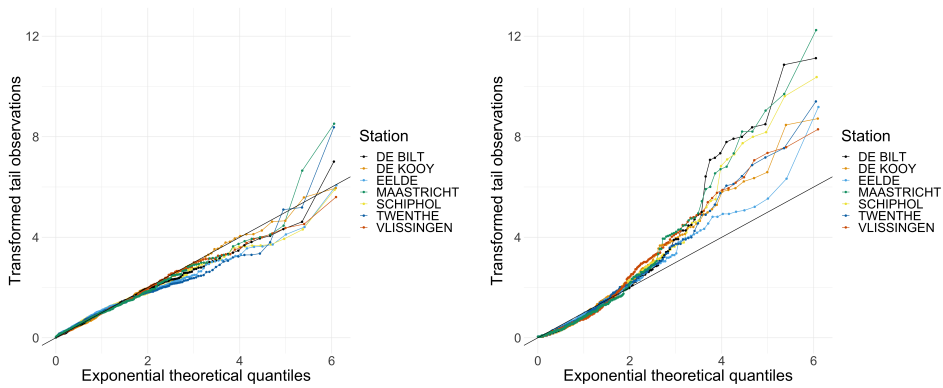 Transformed tail observations
12
8
4
0
0
2
4
6
Exponential theoretical quantiles
Station
DE BILT
DE KOOY
EELDE
MAASTRICHT
SCHIPHOL
TWENTHE
VLISSINGEN
Transformed tail observations
12
8
4
0
0
2
4
6
Exponential theoretical quantiles
Station
DE BILT
DE KOOY
EELDE
MAASTRICHT
SCHIPHOL
TWENTHE
VLISSINGEN